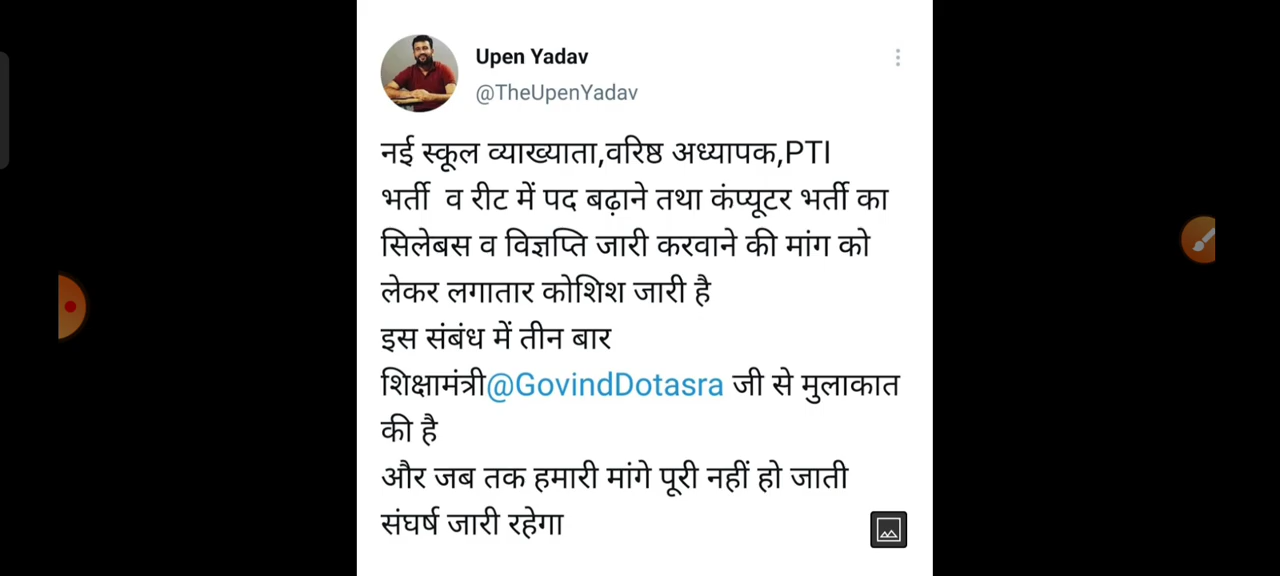 Upen Yadav
@TheUpenYadav
नई स्कूल व्याख्याता,वरिष्ठ अध्यापक,PTI
भर्ती व रीट में पद बढ़ाने तथा कंप्यूटर भर्ती का
सिलेबस व विज्ञप्ति जारी करवाने की मांग को
लेकर लगातार कोशिश जारी है
इस संबंध में तीन बार
शिक्षामंत्री@GovindDotasra जी से मुलाकात
की है
और जब तक हमारी मांगे पूरी नहीं हो जाती
संघर्ष जारी रहेगा